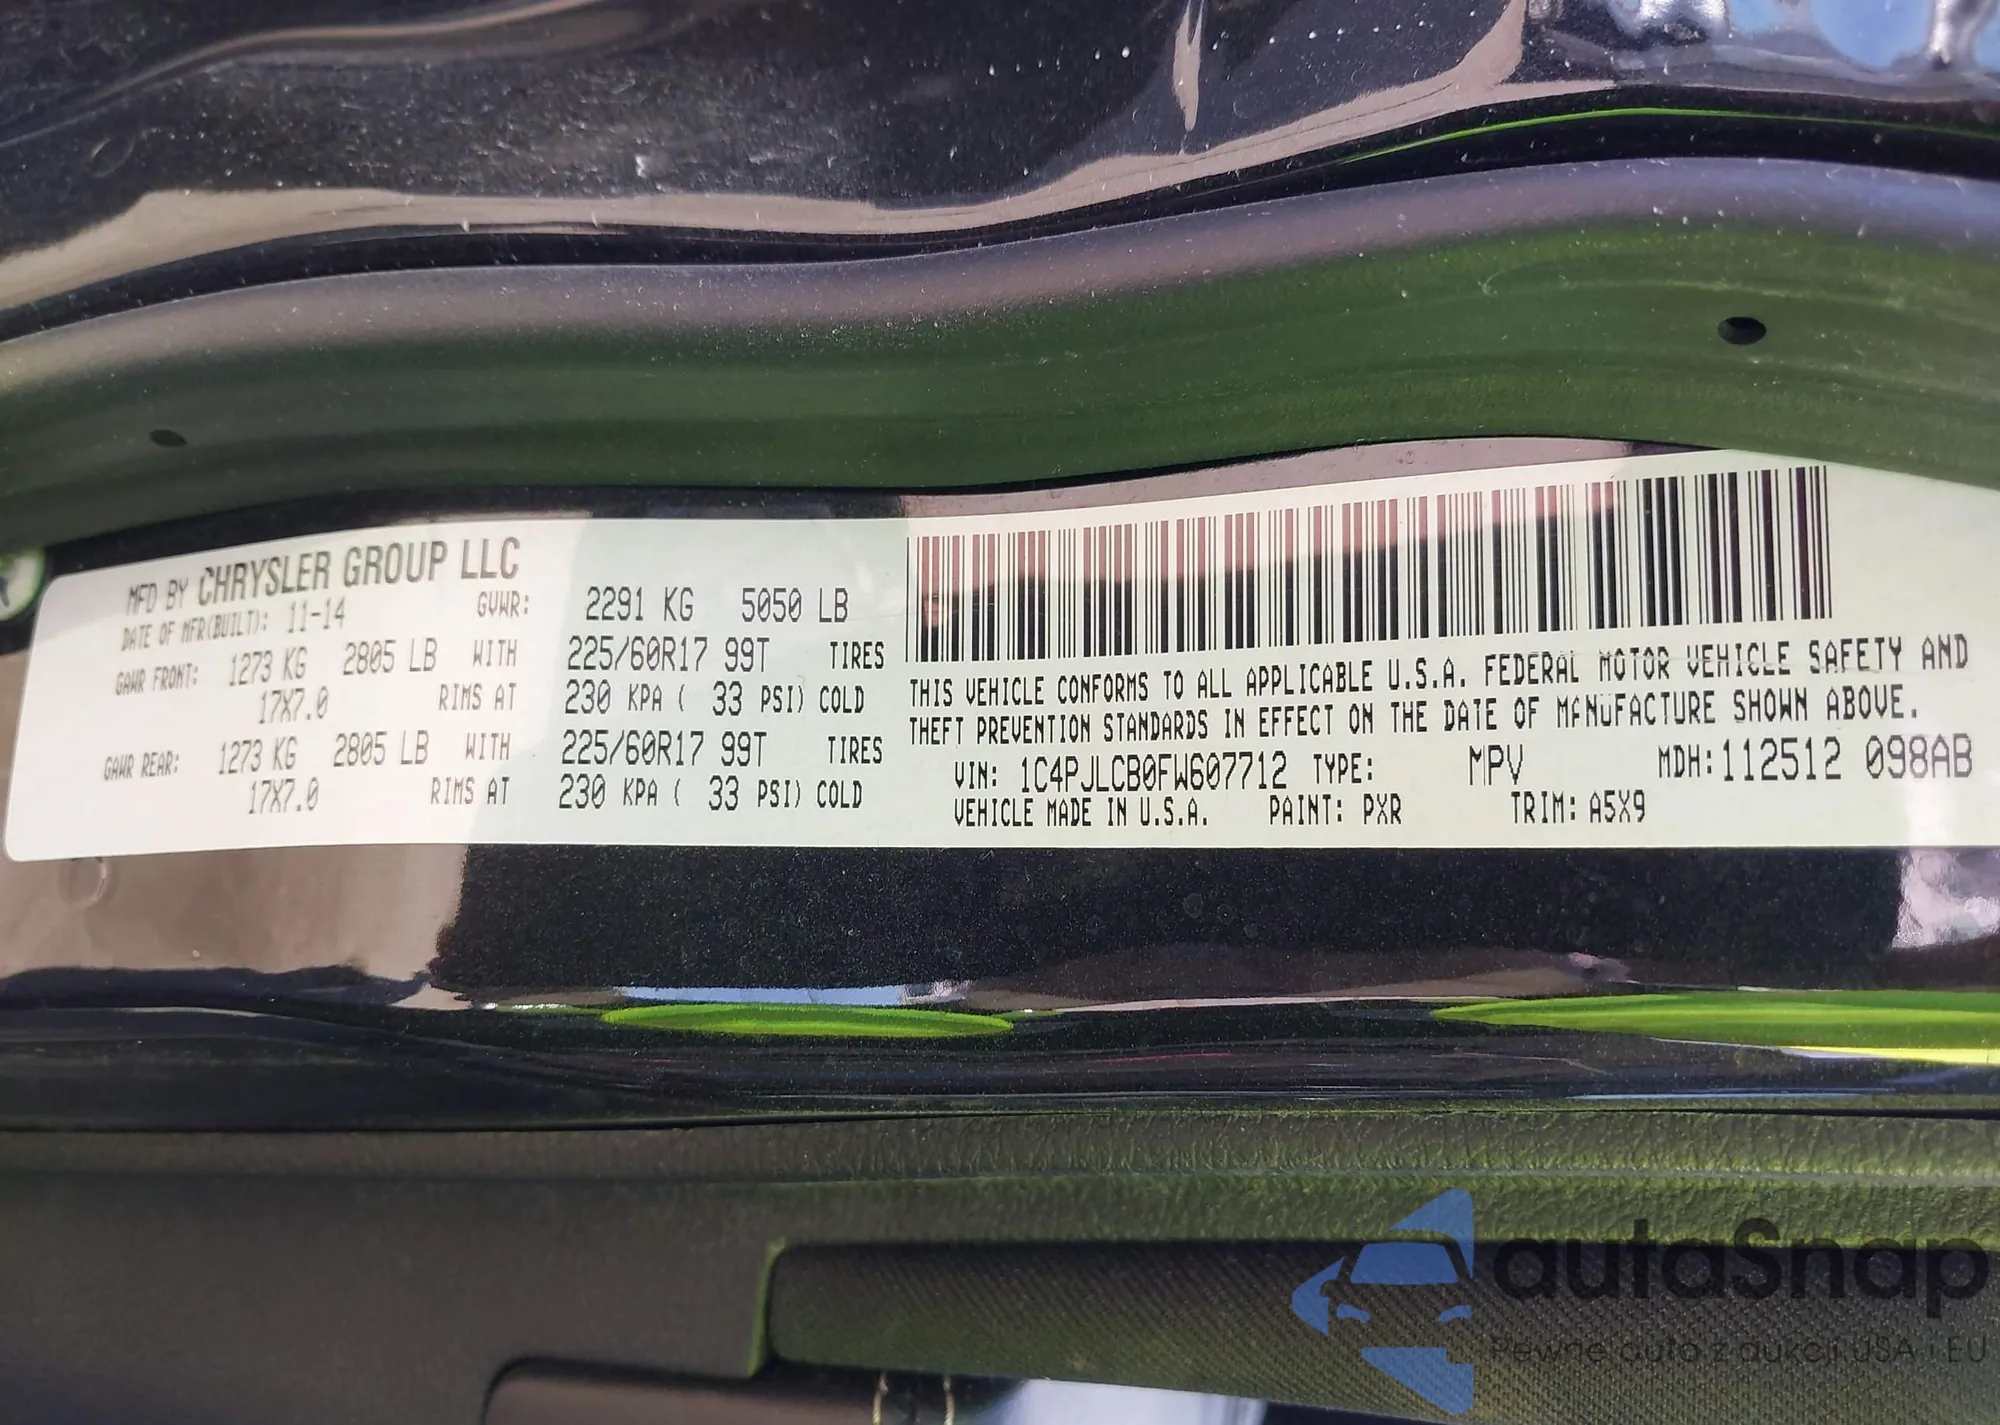 MFD BY CHRYSLER GROUP LLC
DATE OF MFR(BUILT): 11-14 GVWR: 2291 KG 5050 LB
GAWR FRONT: 1273 KG 2805 LB WITH 225/60R17 99T TIRES
17X7.0 RIMS AT 230 KPA ( 33 PSI) COLD
GAWR REAR: 1273 KG 2805 LB WITH 225/60R17 99T TIRES
17X7.0 RIMS AT 230 KPA ( 33 PSI) COLD
THIS VEHICLE CONFORMS TO ALL APPLICABLE U.S.A. FEDERAL MOTOR VEHICLE SAFETY AND
THEFT PREVENTION STANDARDS IN EFFECT ON THE DATE OF MANUFACTURE SHOWN ABOVE.
VIN: 1C4PJLCB0FW607712 TYPE: MPV MDH:112512 098AB
VEHICLE MADE IN U.S.A. PAINT: PXR TRIM: A5X9
autaSnap
Pewne auto z aukcji USA i EU